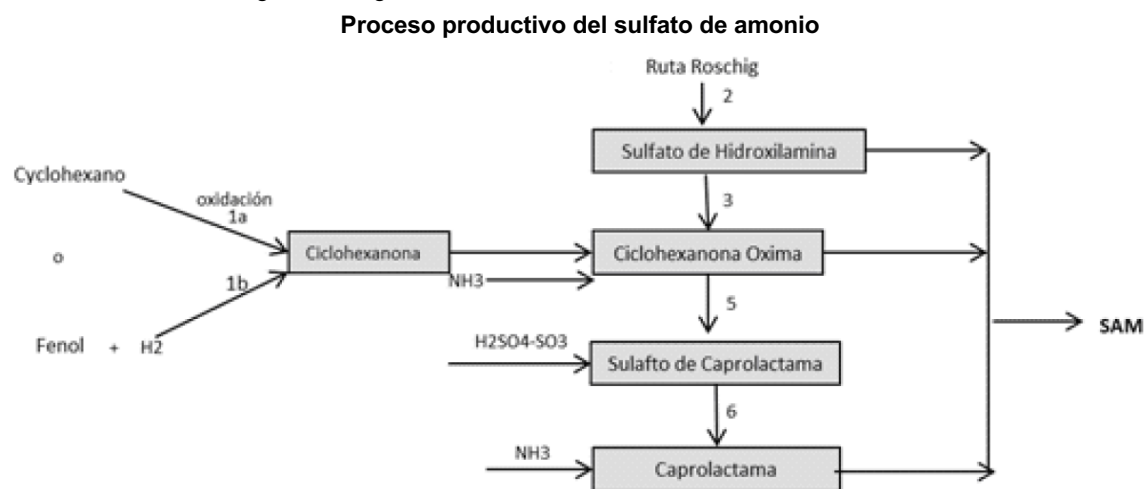 Proceso productivo del sulfato de amonio
Ruta Roschig
2
Sulfato de Hidroxilamina
Cyclohexano
oxidación
1a
3
o
Ciclohexanona
Ciclohexanona Oxima
NH3
1b
5
Fenol + H2
H2SO4-SO3
SAM
Sulafto de Caprolactama
6
NH3
Caprolactama